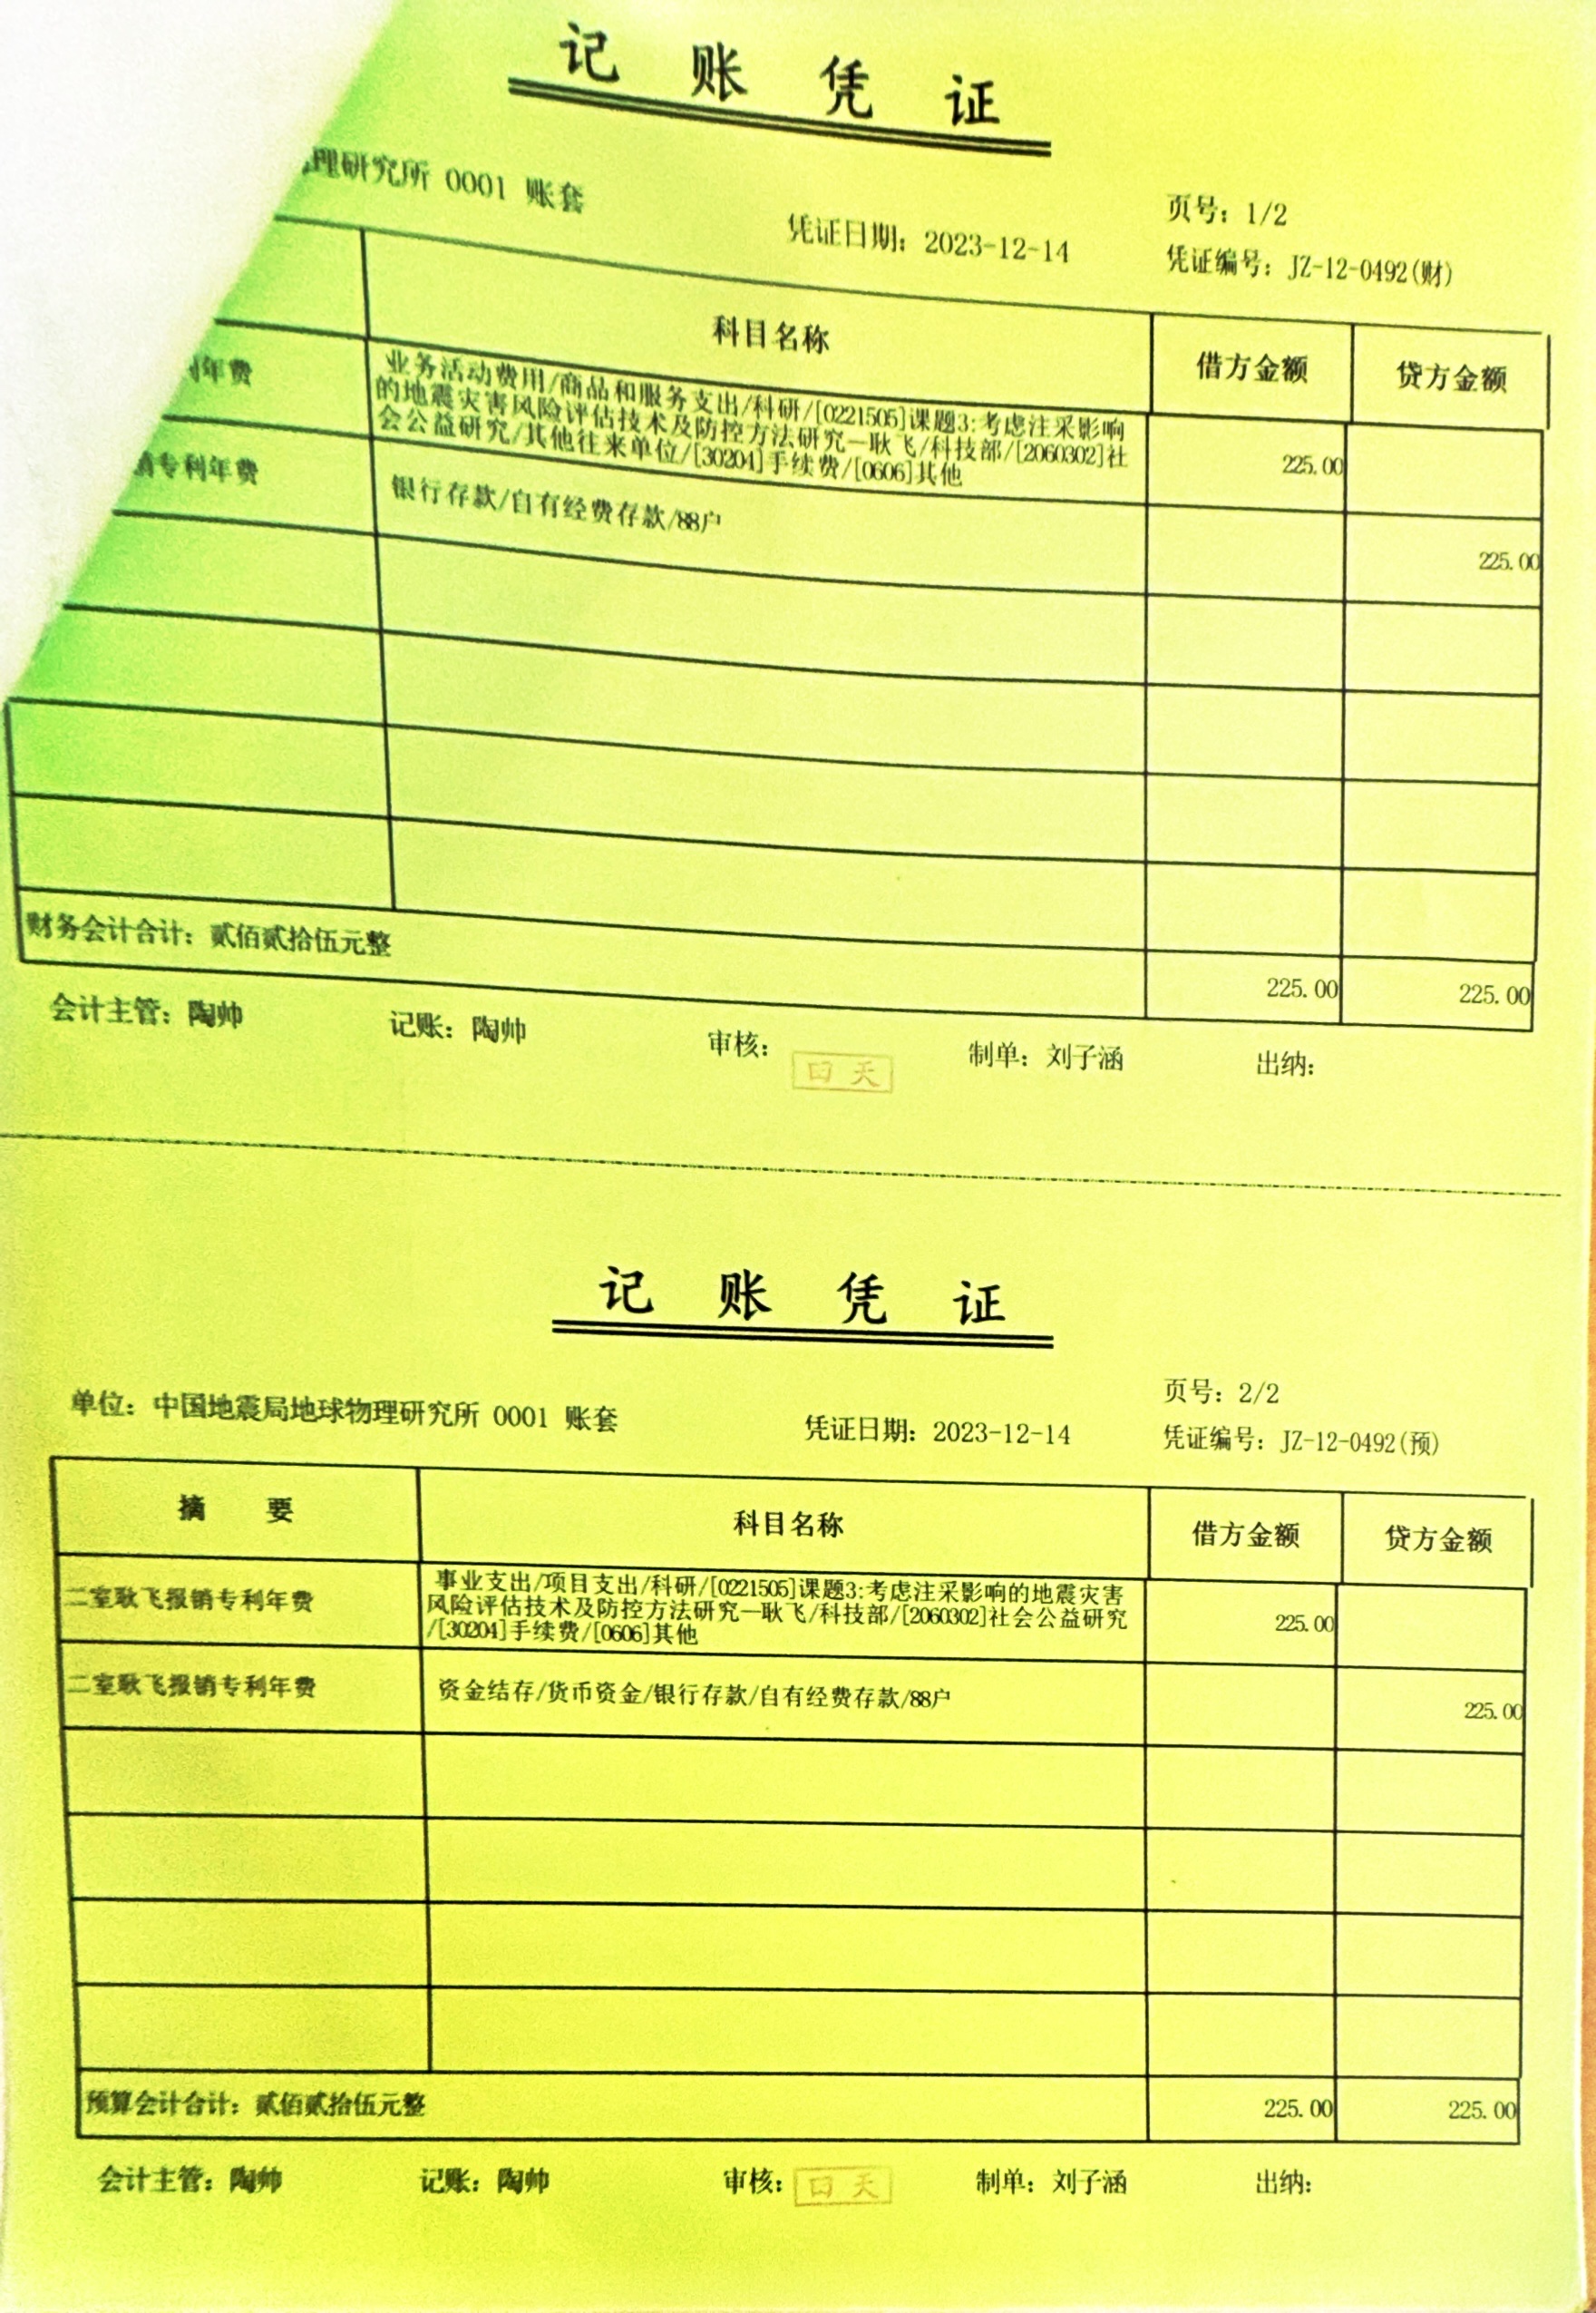 记 账 凭 证
理研究所 0001 账套
凭证日期：2023-12-14
页号：1/2
凭证编号：JZ-12-0492(财)
科目名称
借方金额
贷方金额
年费
业务活动费用/商品和服务支出/科研/[0221505]课题3:考虑注采影响
的地震灾害风险评估技术及防控方法研究—耿飞/科技部/[2060302]社
会公益研究/其他往来单位/[30204]手续费/[0606]其他
225.00
销专利年费
银行存款/自有经费存款/88户
225.00
财务会计合计：贰佰贰拾伍元整
225.00
225.00
会计主管：陶帅
记账：陶帅
审核：
制单：刘子涵
出纳：
记 账 凭 证
单位：中国地震局地球物理研究所 0001 账套
凭证日期：2023-12-14
页号：2/2
凭证编号：JZ-12-0492(预)
摘 要
科目名称
借方金额
贷方金额
二室耿飞报销专利年费
事业支出/项目支出/科研/[0221505]课题3:考虑注采影响的地震灾害
风险评估技术及防控方法研究—耿飞/科技部/[2060302]社会公益研究
/[30204]手续费/[0606]其他
225.00
二室耿飞报销专利年费
资金结存/货币资金/银行存款/自有经费存款/88户
225.00
预算会计合计：贰佰贰拾伍元整
225.00
225.00
会计主管：陶帅
记账：陶帅
审核：
制单：刘子涵
出纳：